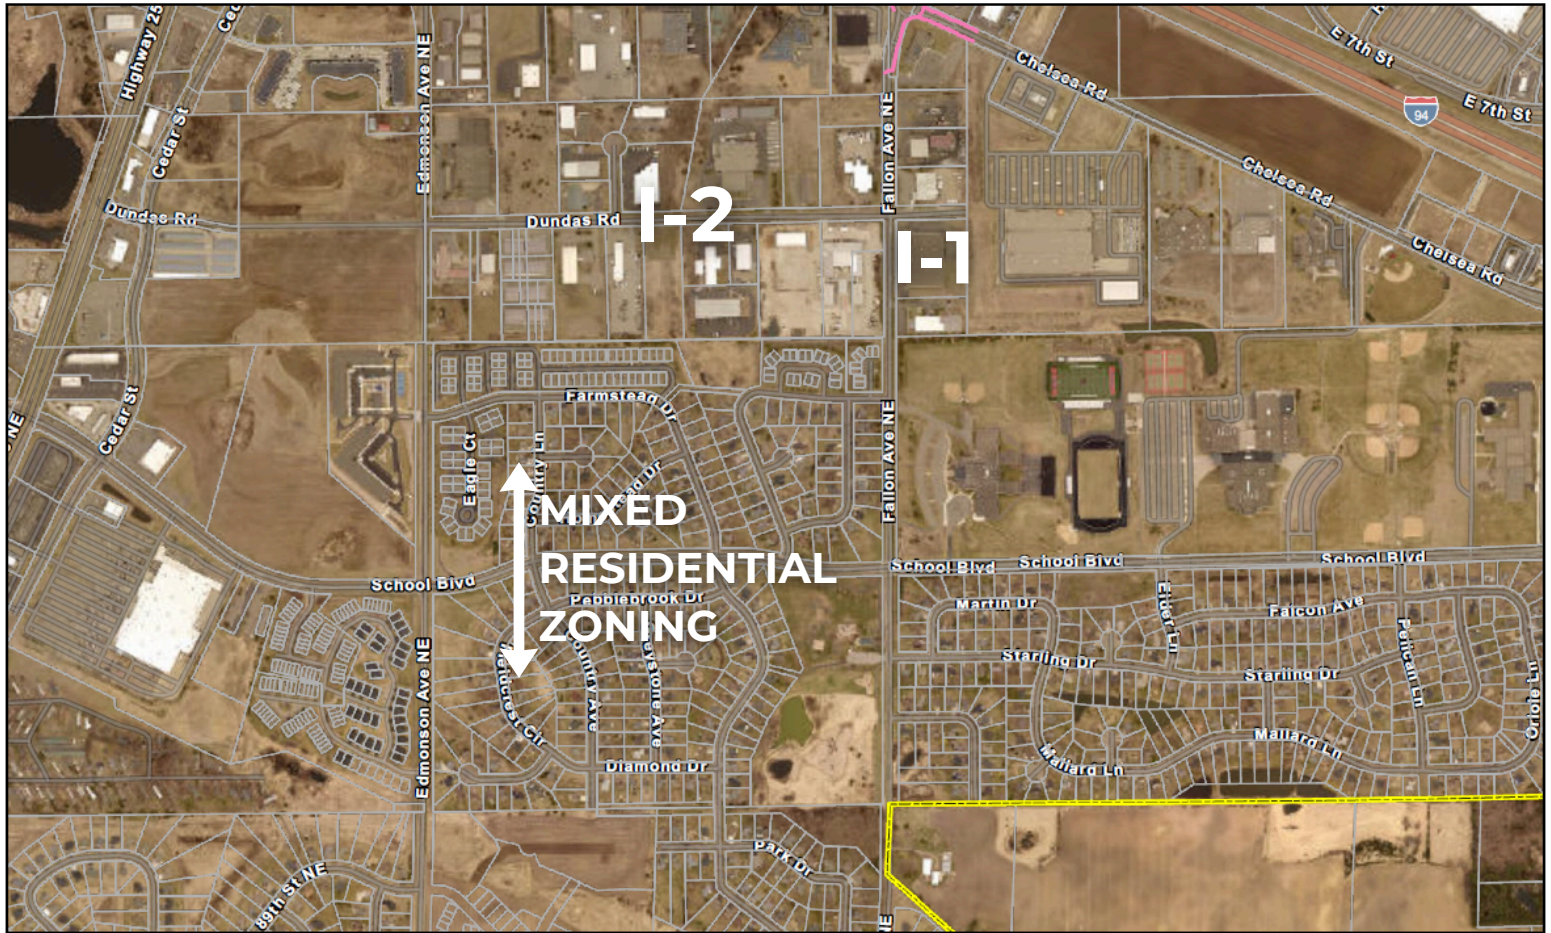 Highway 25
Cedar St
Edmonson Ave NE
Fallon Ave NE
Chelsea Rd
E 7th St
E 7th St
94
Chelsea Rd
Chelsea Rd
Dundas Rd
Dundas Rd
I-2
I-1
Cedar St
NE
Farmstead Dr
Eagle Ct
Country Ln
Fallon Ave NE
MIXED
RESIDENTIAL
ZONING
School Blvd
School Blvd
School Blvd
School Blvd
Pebblebrook Dr
Martin Dr
Eider Ln
Falcon Ave
Pelican Ln
Starling Dr
Starling Dr
Oriole Ln
Edmonson Ave NE
Diamond Dr
Mallard Ln
Mallard Ln
Park Dr
89th St NE
NE